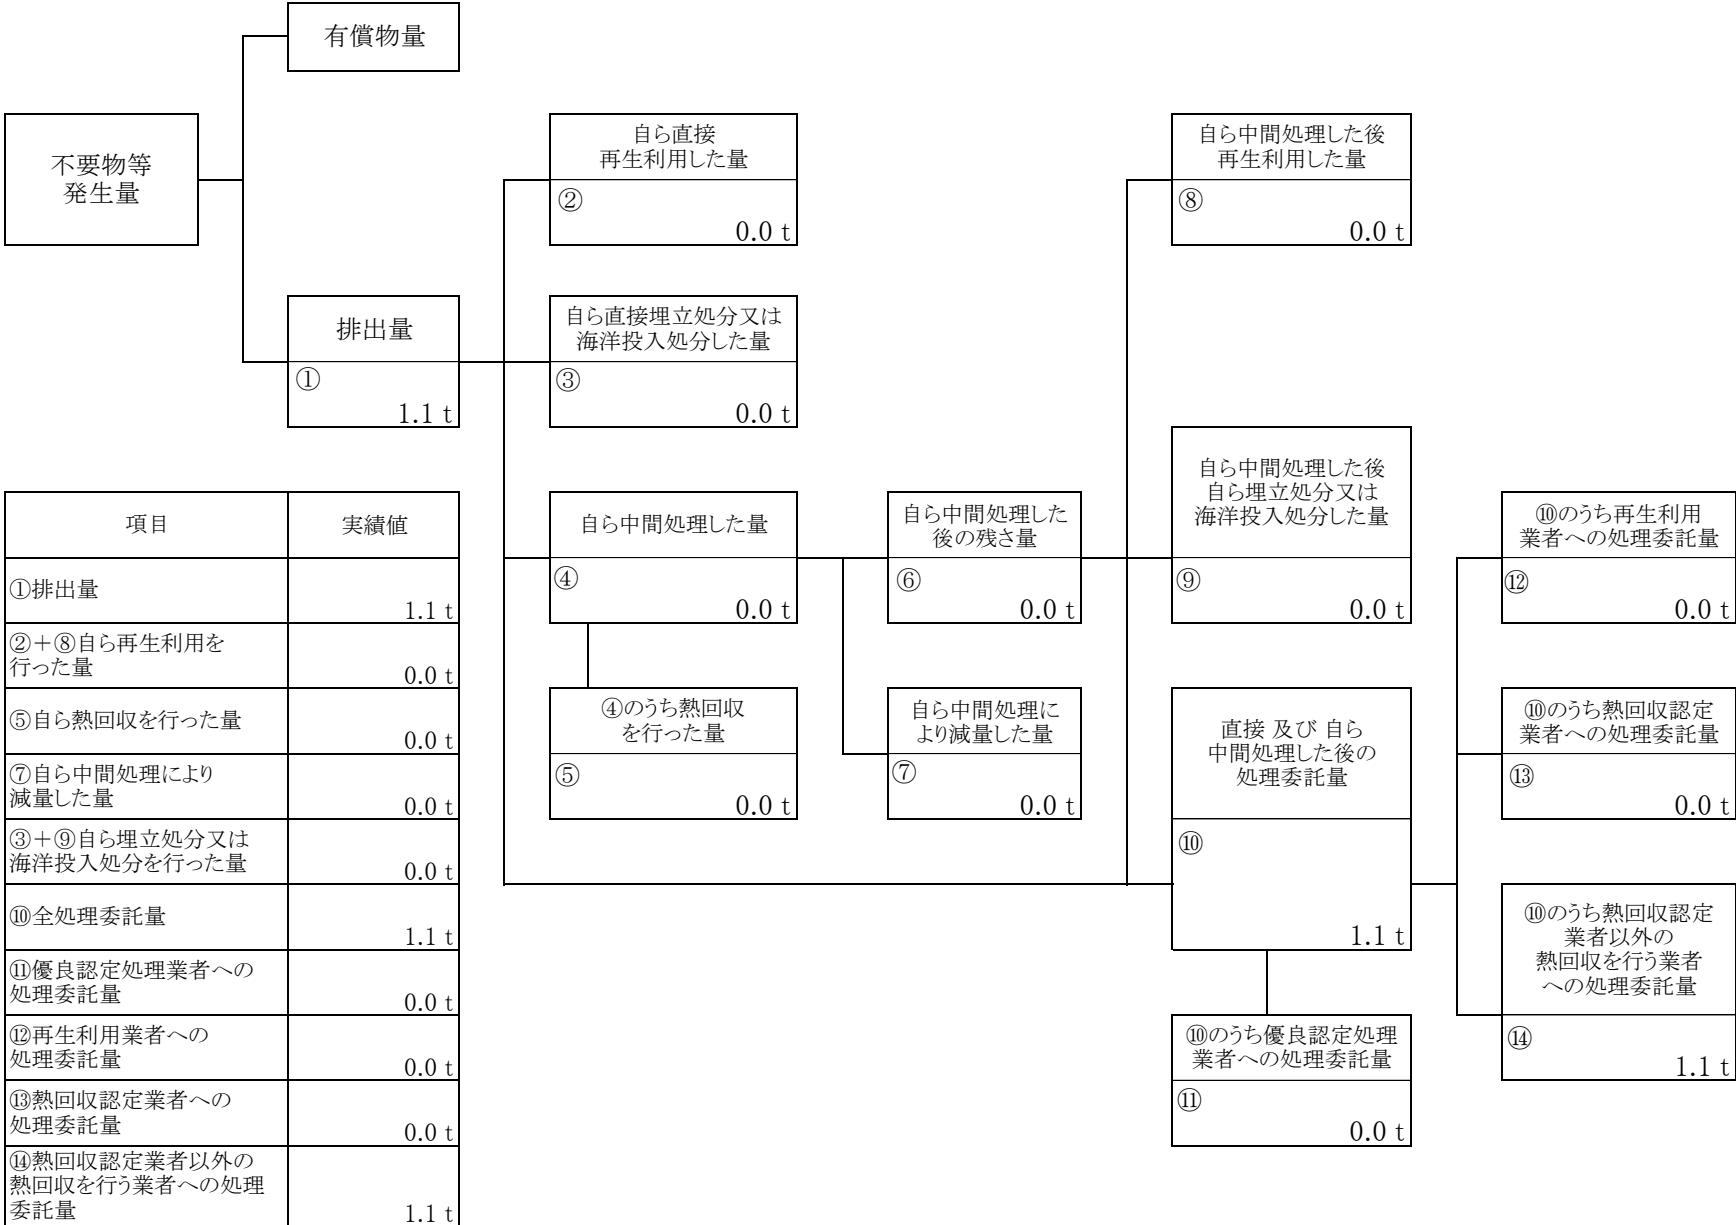 有償物量
不要物等
発生量
自ら直接
再生利用した量
②
0.0 t
自ら中間処理した後
再生利用した量
⑧
0.0 t
排出量
①
1.1 t
自ら直接埋立処分又は
海洋投入処分した量
③
0.0 t
自ら中間処理した量
④
0.0 t
自ら中間処理した
後の残さ量
⑥
0.0 t
自ら中間処理した後
自ら埋立処分又は
海洋投入処分した量
⑨
0.0 t
⑩のうち再生利用
業者への処理委託量
⑫
0.0 t
④のうち熱回収
を行った量
⑤
0.0 t
自ら中間処理に
より減量した量
⑦
0.0 t
直接 及び 自ら
中間処理した後の
処理委託量
⑩
1.1 t
⑩のうち熱回収認定
業者への処理委託量
⑬
0.0 t
⑩のうち熱回収認定
業者以外の
熱回収を行う業者
への処理委託量
⑭
1.1 t
⑩のうち優良認定処理
業者への処理委託量
⑪
0.0 t
項目 実績値
①排出量
1.1 t
②＋⑧自ら再生利用を
行った量
0.0 t
⑤自ら熱回収を行った量
0.0 t
⑦自ら中間処理により
減量した量
0.0 t
③＋⑨自ら埋立処分又は
海洋投入処分を行った量
0.0 t
⑩全処理委託量
1.1 t
⑪優良認定処理業者への
処理委託量
0.0 t
⑫再生利用業者への
処理委託量
0.0 t
⑬熱回収認定業者への
処理委託量
0.0 t
⑭熱回収認定業者以外の
熱回収を行う業者への処理
委託量
1.1 t